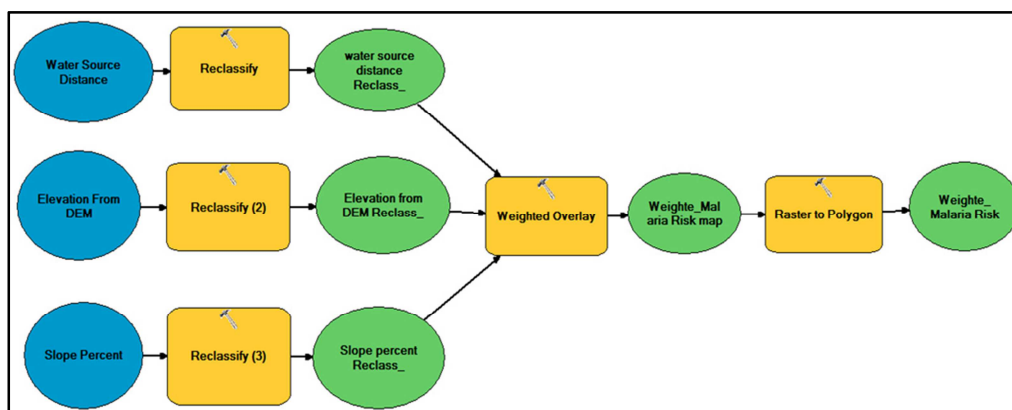 Water Source
Distance
Reclassify
water source
distance
Reclass_
Elevation From
DEM
Reclassify (2)
Elevation from
DEM Reclass_
Slope Percent
Reclassify (3)
Slope percent
Reclass_
Weighted Overlay
Weighte_Mal
aria Risk map
Raster to Polygon
Weighte_
Malaria Risk